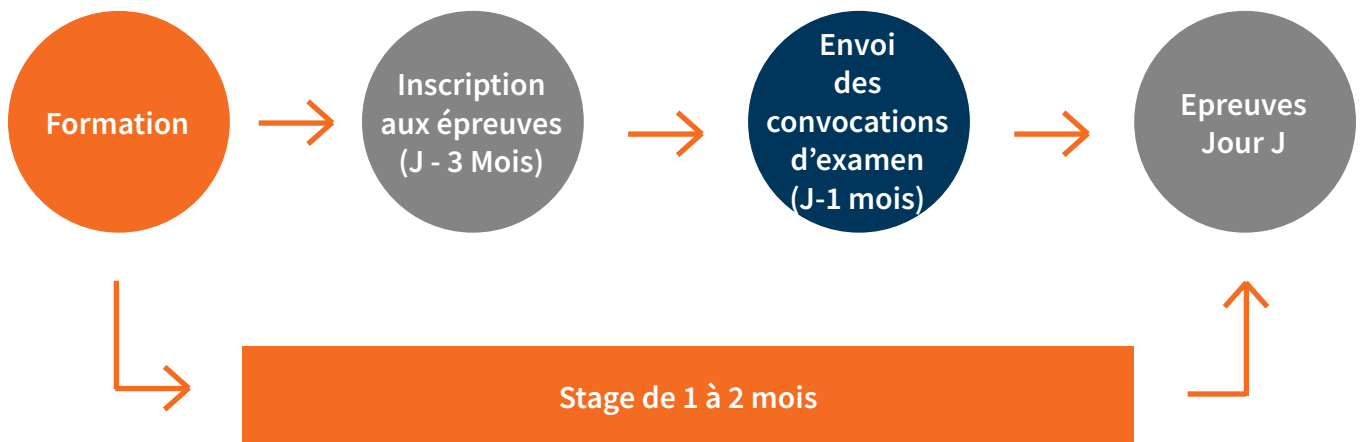 Formation
Inscription
aux épreuves
(J - 3 Mois)
Envoi
des
convocations
d’examen
(J-1 mois)
Epreuves
Jour J
Stage de 1 à 2 mois